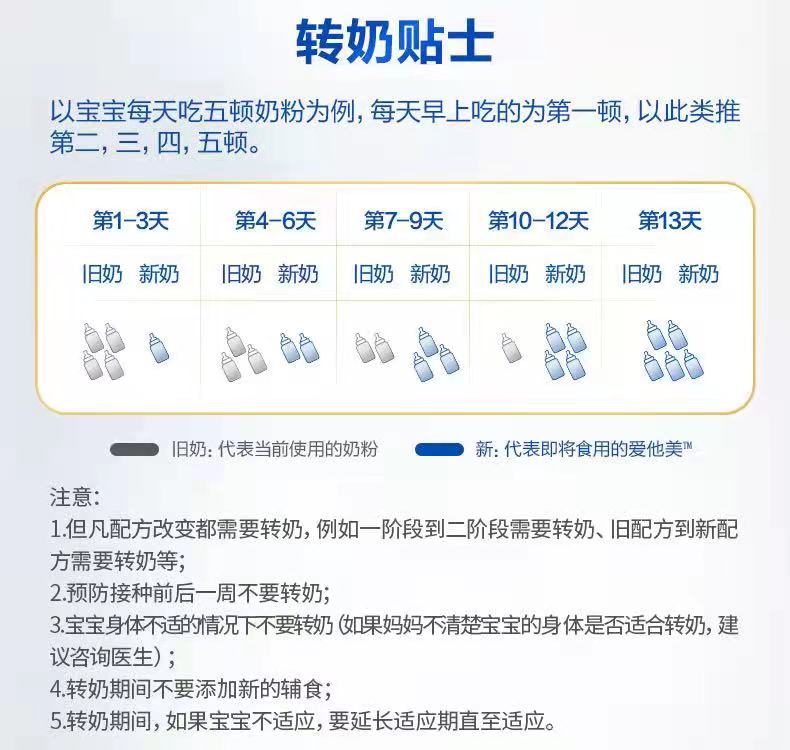 转奶贴士
以宝宝每天吃五顿奶粉为例，每天早上吃的为第一顿，以此类推
第二，三，四，五顿。
第1-3天 第4-6天 第7-9天 第10-12天 第13天
旧奶 新奶 旧奶 新奶 旧奶 新奶 旧奶 新奶 旧奶 新奶
旧奶：代表当前使用的奶粉 新：代表即将食用的爱他美™
注意：
1.但凡配方改变都需要转奶，例如一阶段到二阶段需要转奶、旧配方到新配
方需要转奶等；
2.预防接种前后一周不要转奶；
3.宝宝身体不适的情况下不要转奶（如果妈妈不清楚宝宝的身体是否适合转奶，建
议咨询医生）；
4.转奶期间不要添加新的辅食；
5.转奶期间，如果宝宝不适应，要延长适应期直至适应。